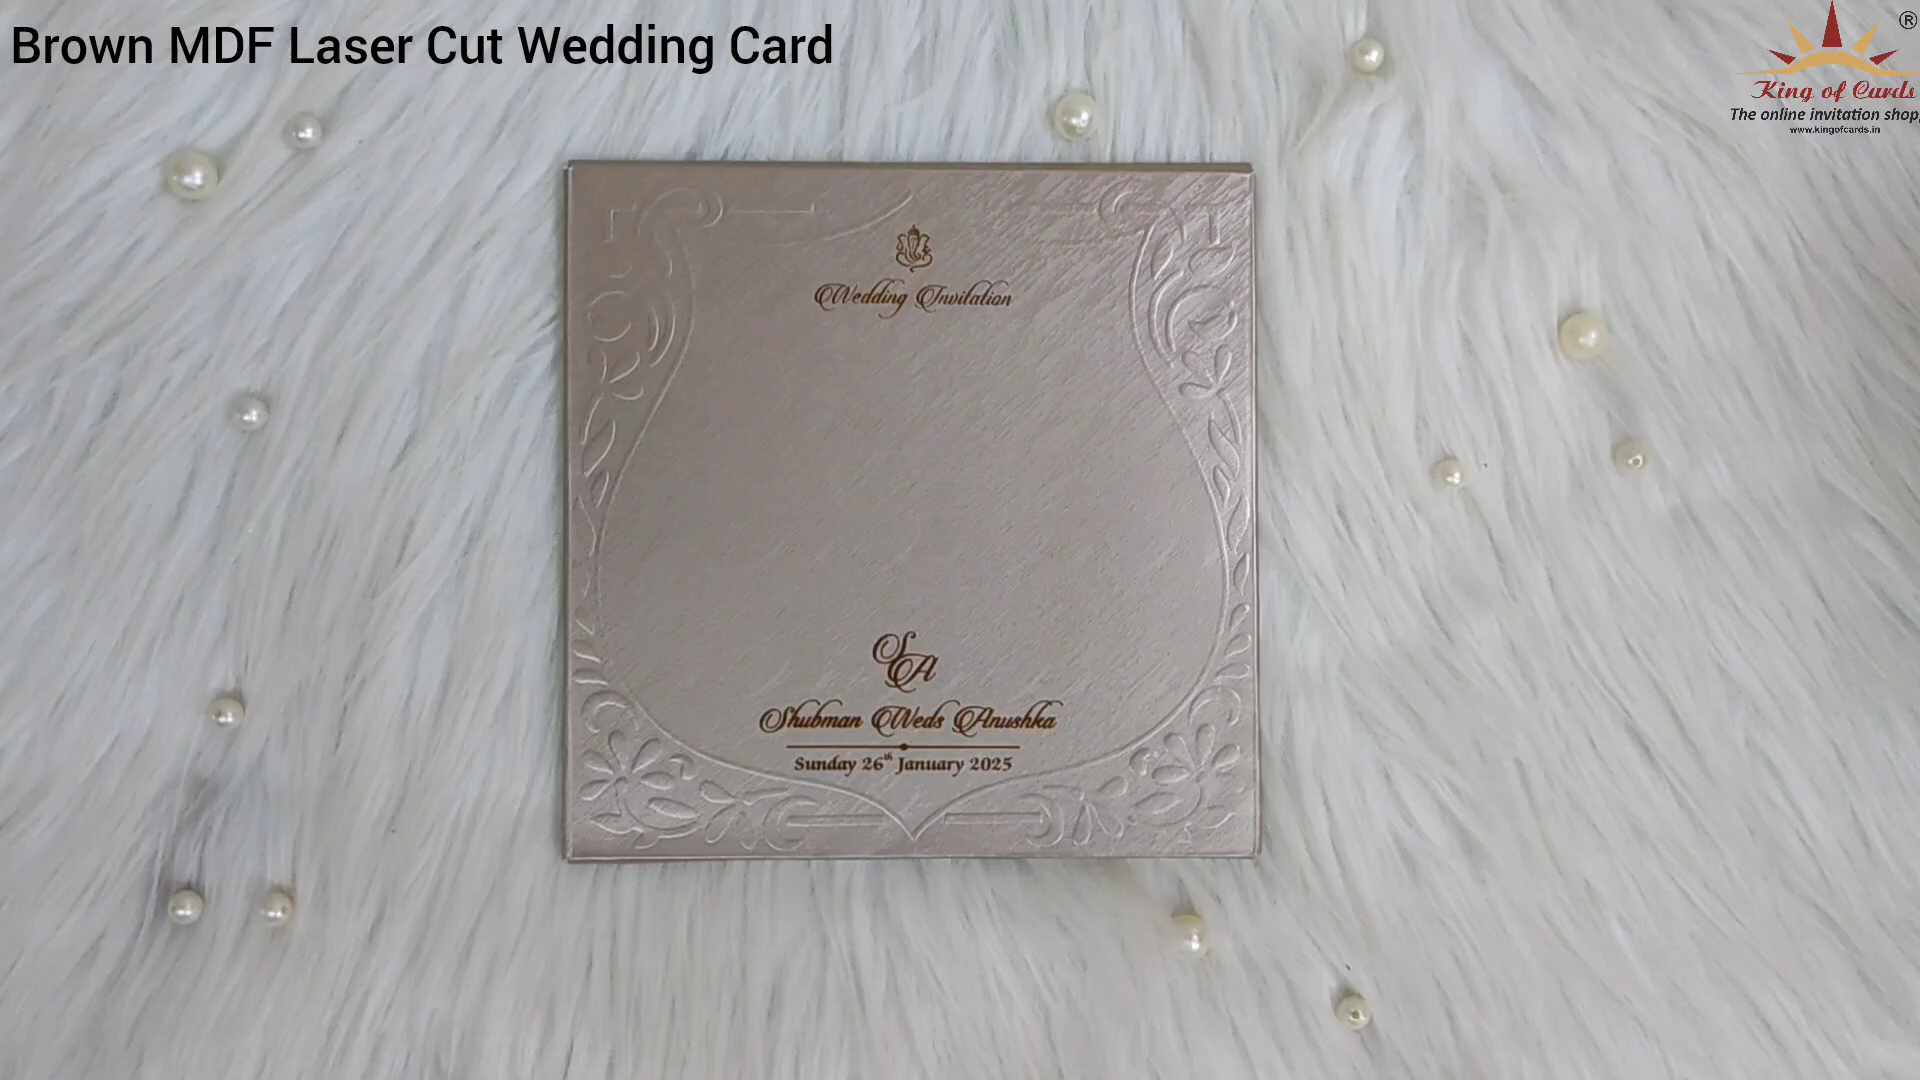 Brown MDF Laser Cut Wedding Card
®
King of Cards
The online invitation shop,
www.kingofcards.in
Wedding Invitation
SA
Shubman Weds Anushka
Sunday 26th January 2025